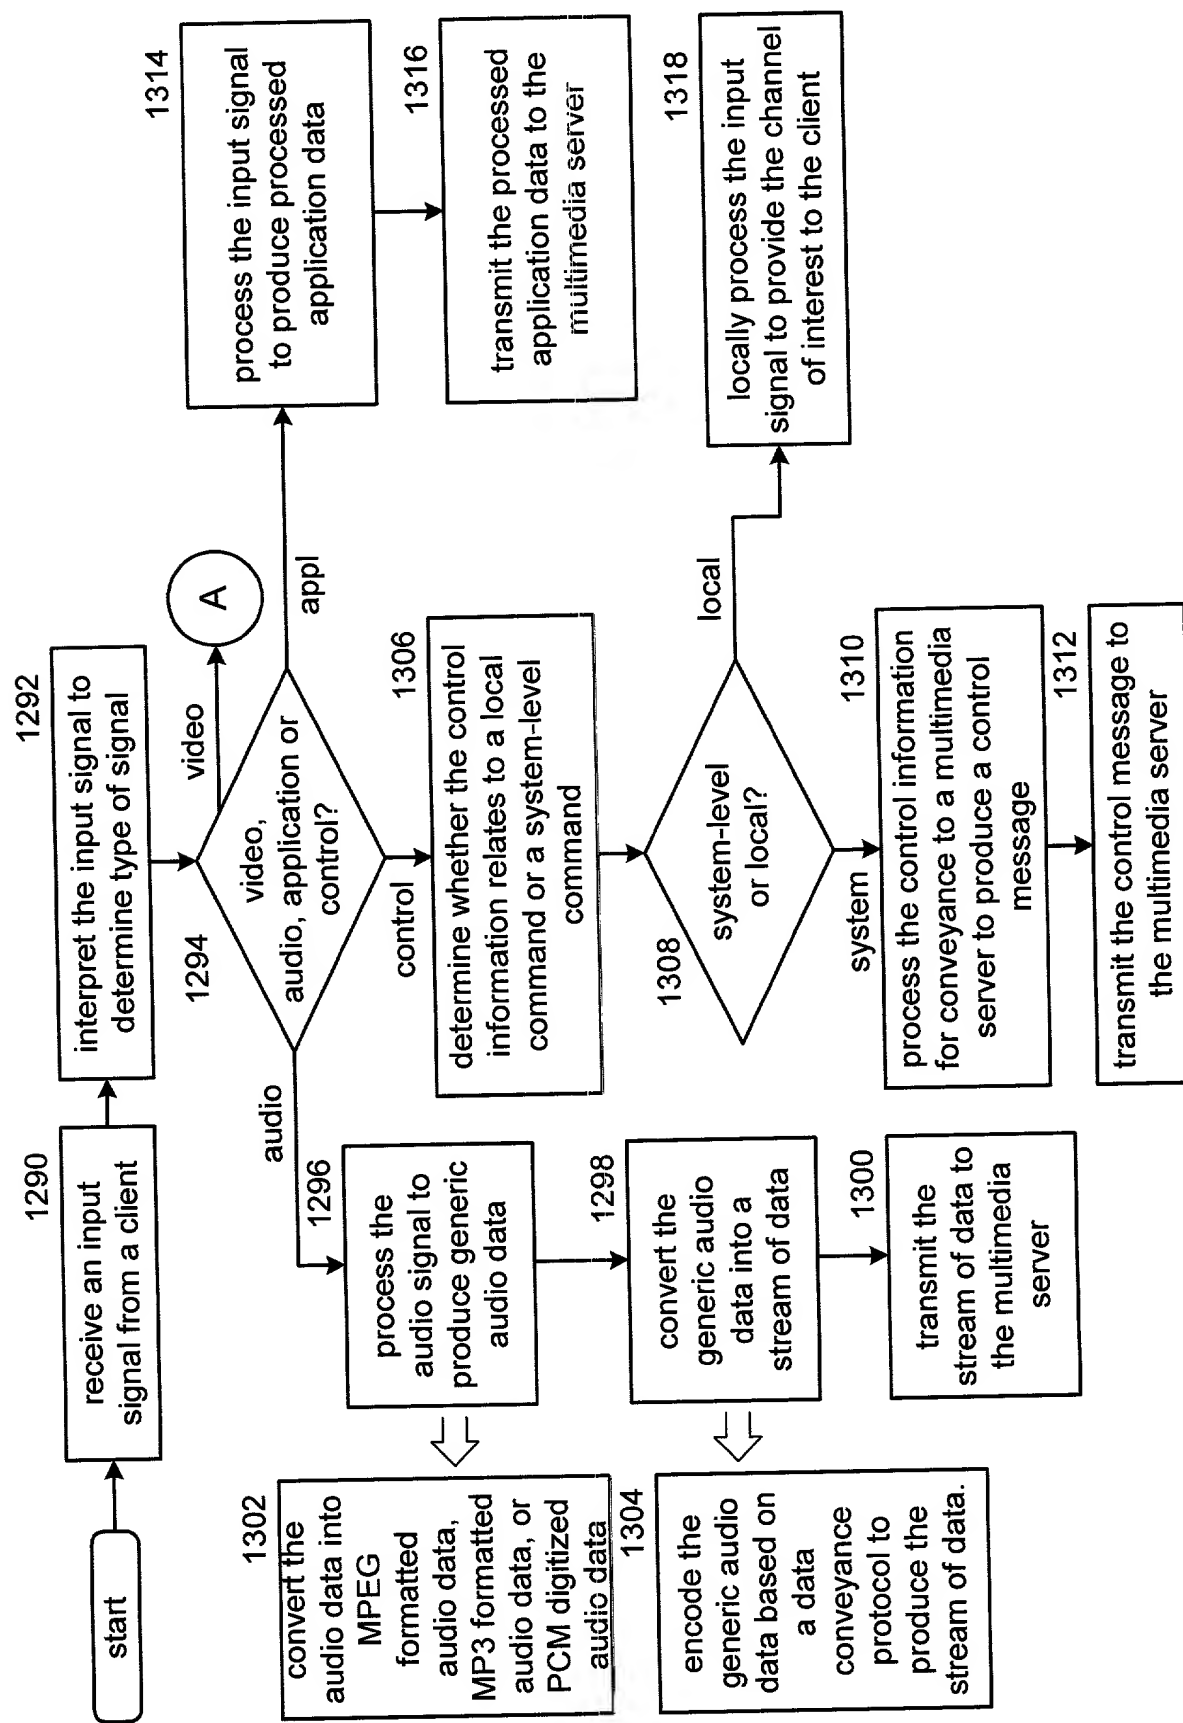 start
1290
receive an input
signal from a client
1292
interpret the input signal to
determine type of signal
1294
video,
audio, application or
control?
video
A
appl
1314
process the input signal
to produce processed
application data
1316
transmit the processed
application data to the
multimedia server
audio
1296
process the
audio signal to
produce generic
audio data
1302
convert the
audio data into
MPEG
formatted
audio data,
MP3 formatted
audio data, or
PCM digitized
audio data
1298
convert the
generic audio
data into a
stream of data
1304
encode the
generic audio
data based on
a data
conveyance
protocol to
produce the
stream of data.
1300
transmit the
stream of data to
the multimedia
server
control
1306
determine whether the control
information relates to a local
command or a system-level
command
1308
system-level
or local?
local
1318
locally process the input
signal to provide the channel
of interest to the client
system
1310
process the control information
for conveyance to a multimedia
server to produce a control
message
1312
transmit the control message to
the multimedia server